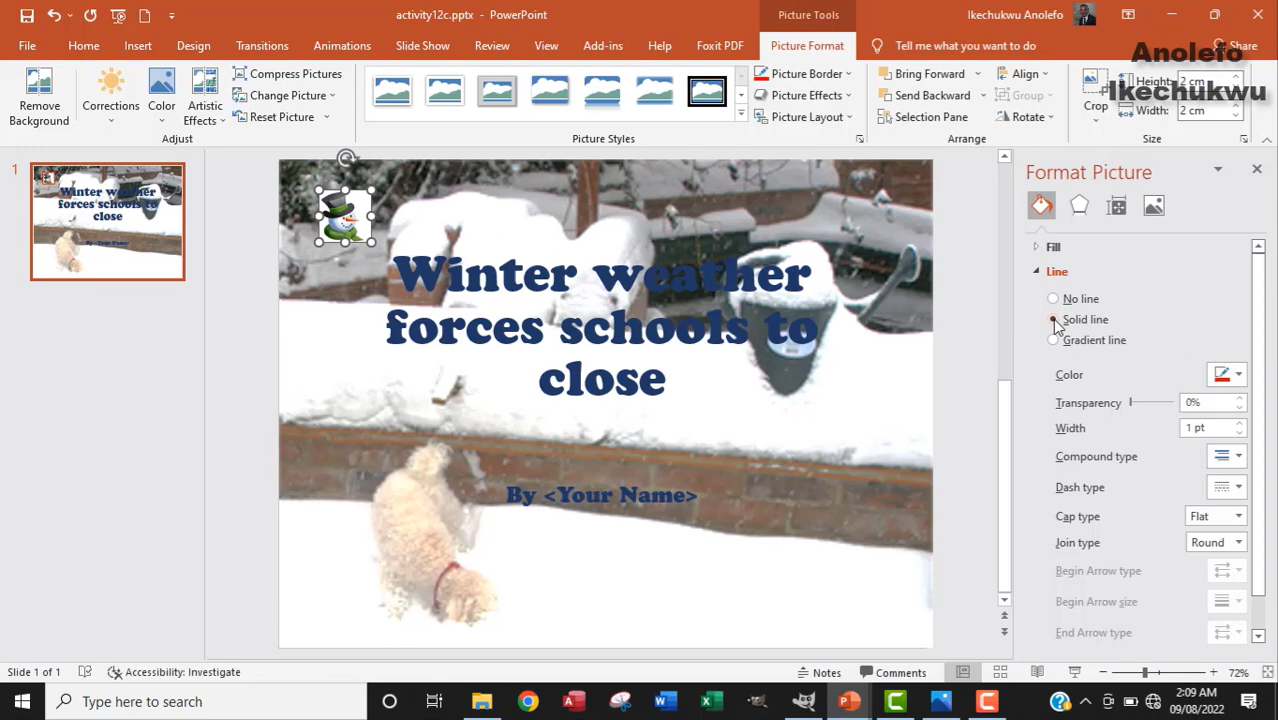 activity12c.pptx - PowerPoint
Picture Tools
Ikechukwu Anolefo
File
Home
Insert
Design
Transitions
Animations
Slide Show
Review
View
Add-ins
Help
Foxit PDF
Picture Format
Tell me what you want to do
Share
Anolefo
Ikechukwu
Remove
Background
Corrections
Color
Artistic
Effects
Compress Pictures
Change Picture
Reset Picture
Adjust
Picture Styles
Picture Border
Picture Effects
Picture Layout
Bring Forward
Send Backward
Selection Pane
Align
Group
Rotate
Arrange
Crop
Height:
2 cm
Width:
2 cm
Size
1
Winter weather
forces schools to
close
By <Your Name>
Winter weather
forces schools to
close
By <Your Name>
Format Picture
Fill
Line
No line
Solid line
Gradient line
Color
Transparency
0%
Width
1 pt
Compound type
Dash type
Cap type
Flat
Join type
Round
Begin Arrow type
Begin Arrow size
End Arrow type
Slide 1 of 1
Accessibility: Investigate
Notes
Comments
72%
Type here to search
2:09 AM
09/08/2022